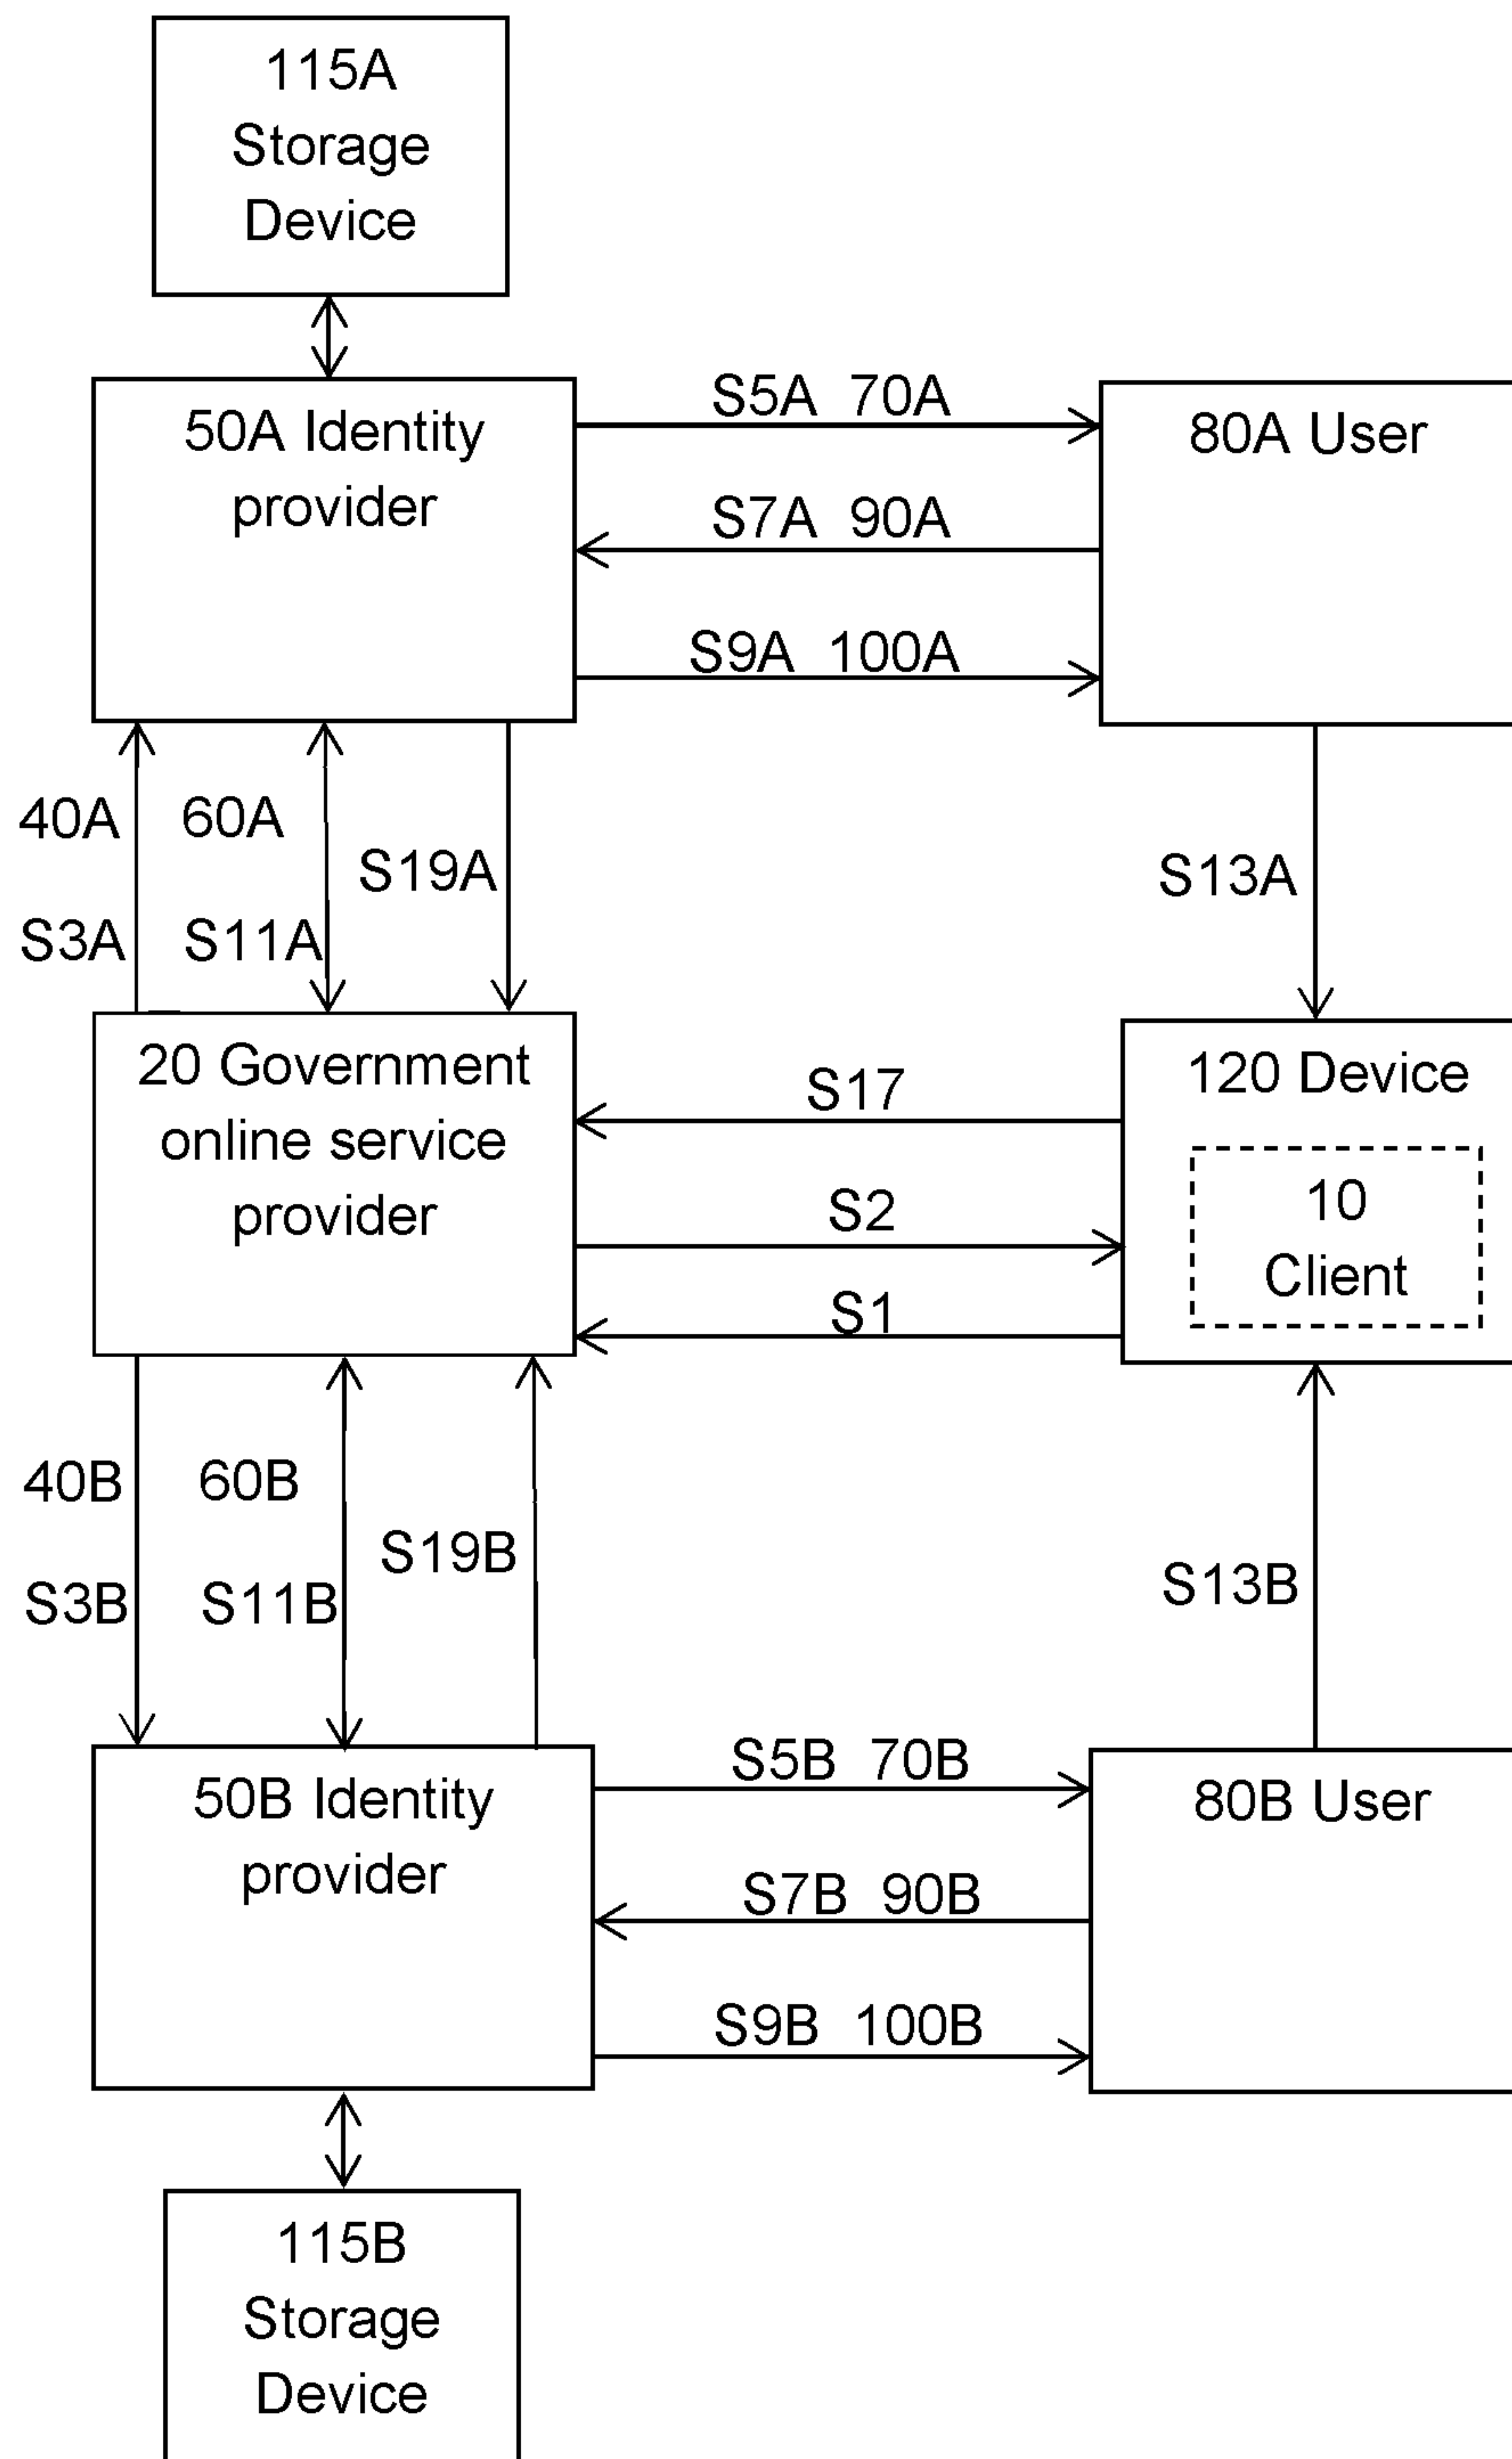 115A
Storage
Device
50A Identity
provider
S5A 70A
S7A 90A
S9A 100A
80A User
40A
60A
S19A
S3A
S11A
S13A
20 Government
online service
provider
S17
S2
S1
120 Device
10
Client
40B
60B
S19B
S3B
S11B
S13B
50B Identity
provider
S5B 70B
S7B 90B
S9B 100B
80B User
115B
Storage
Device